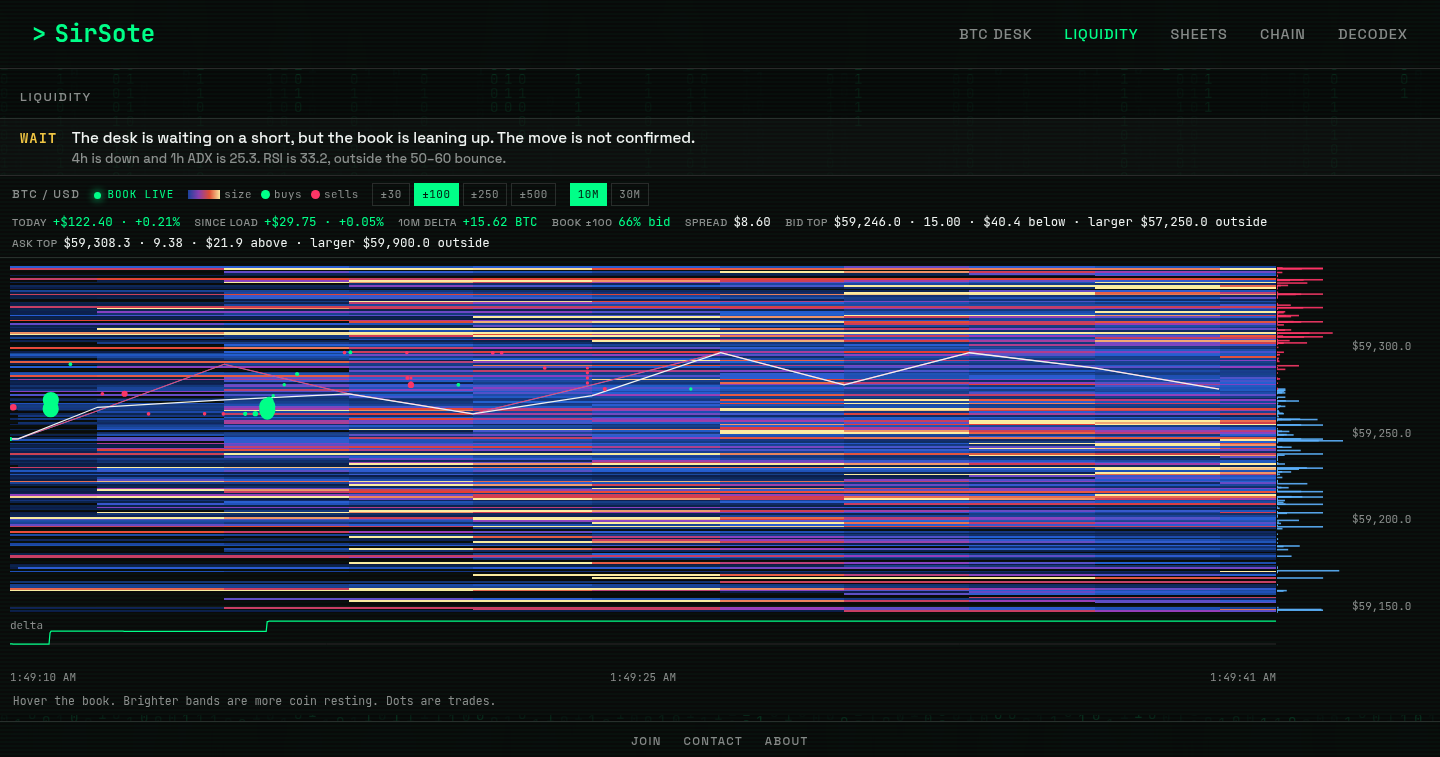 > SirSote
BTC DESK LIQUIDITY SHEETS CHAIN DECODEX
LIQUIDITY
WAIT The desk is waiting on a short, but the book is leaning up. The move is not confirmed.
4h is down and 1h ADX is 25.3. RSI is 33.2, outside the 50–60 bounce.
BTC / USD BOOK LIVE size buys sells ±30 ±100 ±250 ±500 10M 30M
TODAY +$122.40 · +0.21% SINCE LOAD +$29.75 · +0.05% 10M DELTA +15.62 BTC BOOK ±100 66% bid SPREAD $8.60 BID TOP $59,246.0 · 15.00 · $40.4 below · larger $57,250.0 outside
ASK TOP $59,308.3 · 9.38 · $21.9 above · larger $59,900.0 outside
$59,300.0
$59,250.0
$59,200.0
$59,150.0
delta
1:49:10 AM 1:49:25 AM 1:49:41 AM
Hover the book. Brighter bands are more coin resting. Dots are trades.
JOIN CONTACT ABOUT